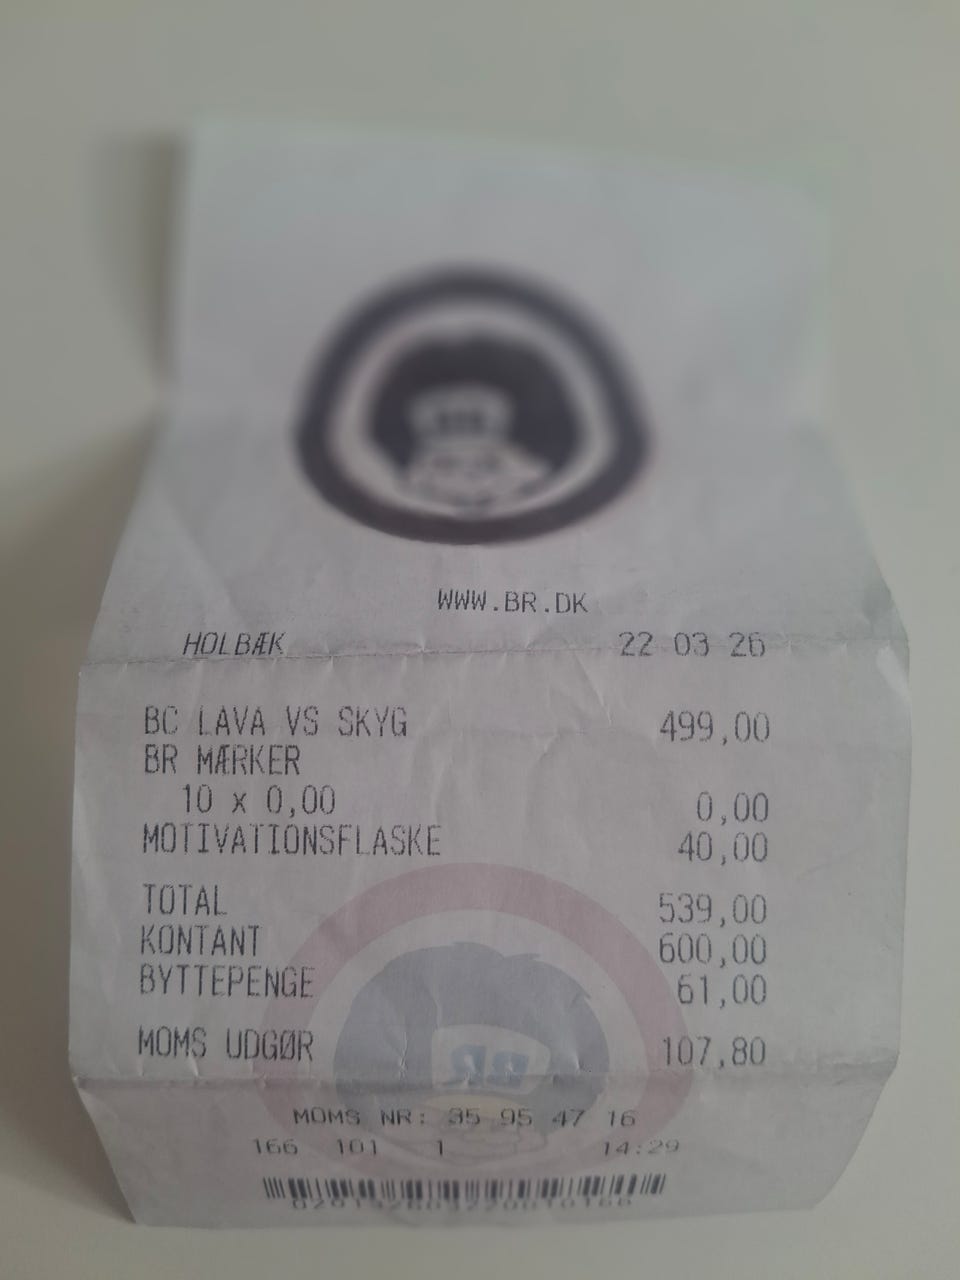 WWW.BR.DK
HOLBÆK 22 03 26
BC LAVA VS SKYG 499,00
BR MÆRKER
10 x 0,00 0,00
MOTIVATIONSFLASKE 40,00
TOTAL 539,00
KONTANT 600,00
BYTTEPENGE 61,00
MOMS UDGØR 107,80
BR
MOMS NR: 35 95 47 16
166 101 1 14:29